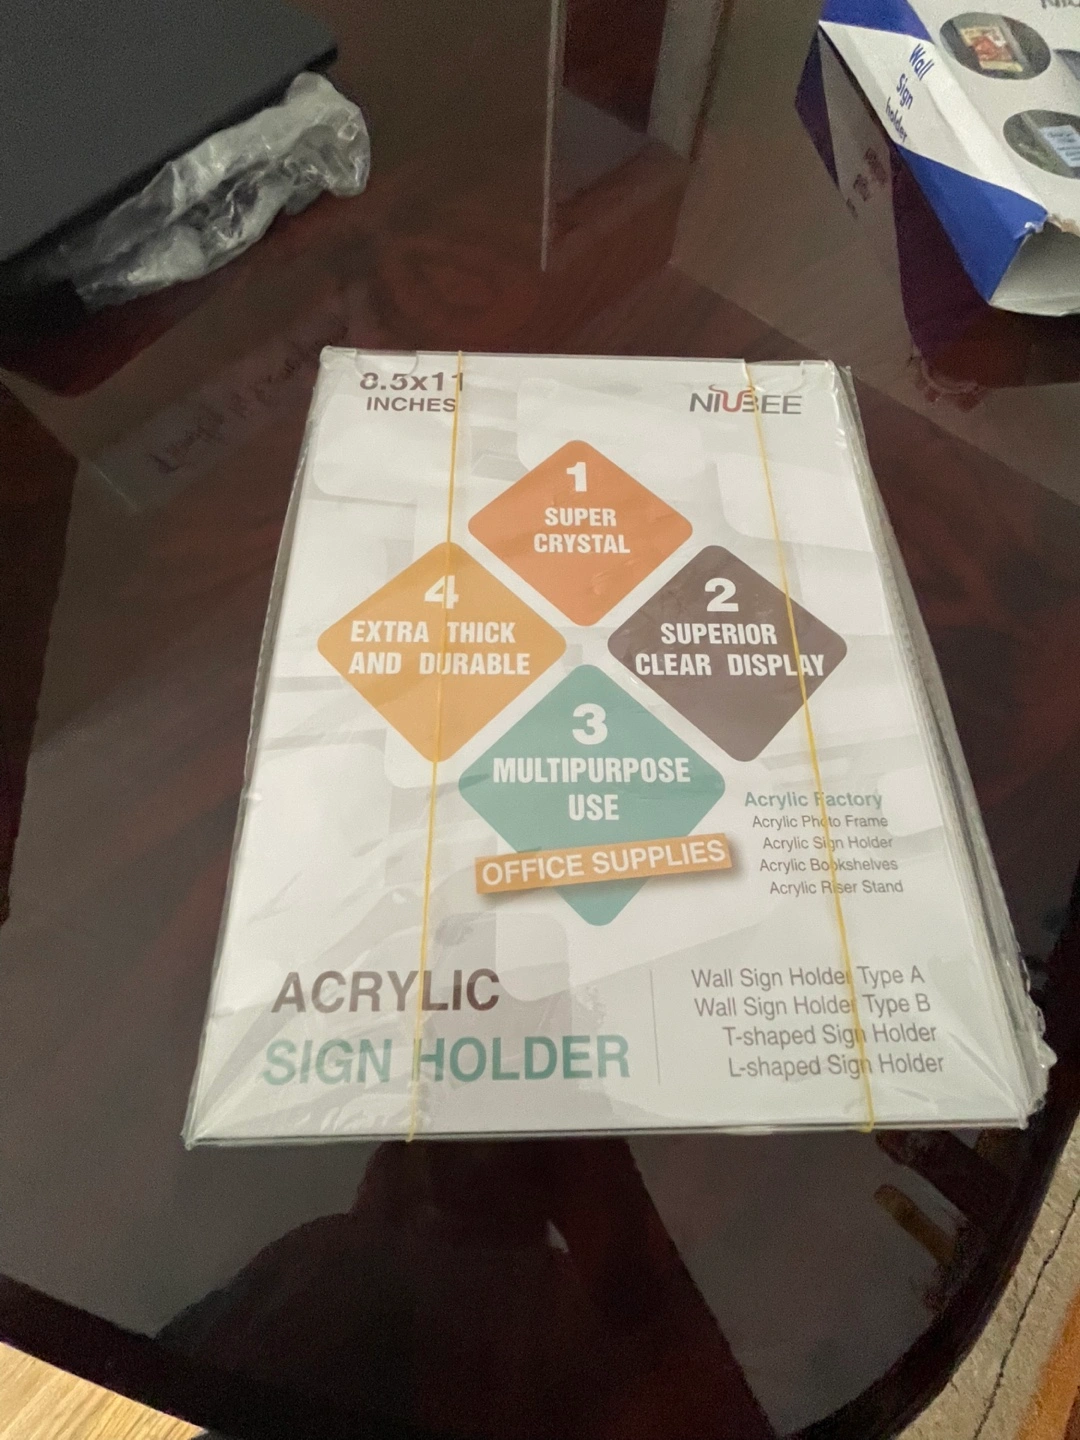 Wall
Sign
holder
8.5x11
INCHES
NIUBEE
1
SUPER
CRYSTAL
4
EXTRA THICK
AND DURABLE
2
SUPERIOR
CLEAR DISPLAY
3
MULTIPURPOSE
USE
OFFICE SUPPLIES
Acrylic Factory
Acrylic Photo Frame
Acrylic Sign Holder
Acrylic Bookshelves
Acrylic Riser Stand
ACRYLIC
SIGN HOLDER
Wall Sign Holder Type A
Wall Sign Holder Type B
T-shaped Sign Holder
L-shaped Sign Holder